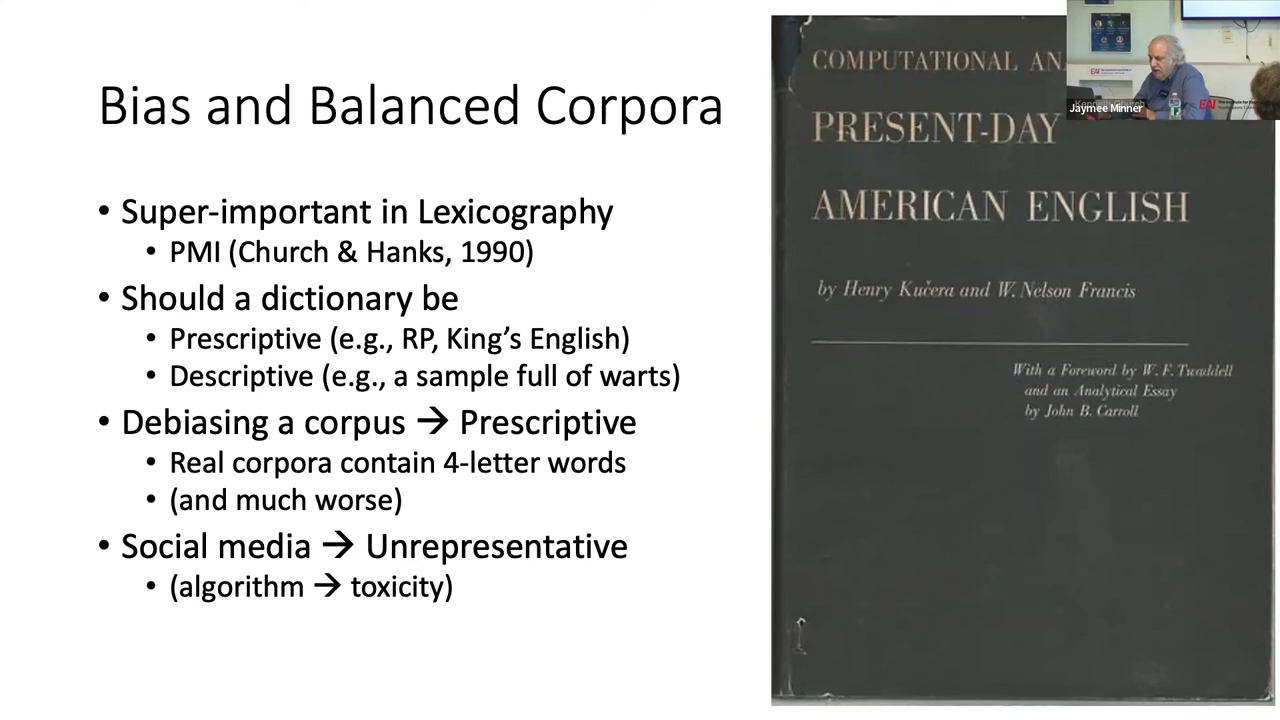 Bias and Balanced Corpora
• Super-important in Lexicography
• PMI (Church & Hanks, 1990)
• Should a dictionary be
• Prescriptive (e.g., RP, King’s English)
• Descriptive (e.g., a sample full of warts)
• Debiasing a corpus → Prescriptive
• Real corpora contain 4-letter words
• (and much worse)
• Social media → Unrepresentative
• (algorithm → toxicity)
COMPUTATIONAL AN
PRESENT-DAY
AMERICAN ENGLISH
by Henry Kučera and W. Nelson Francis
With a Foreword by W. F. Twaddell
and an Analytical Essay
by John B. Carroll
EAI
Jaymee Minner
EAI